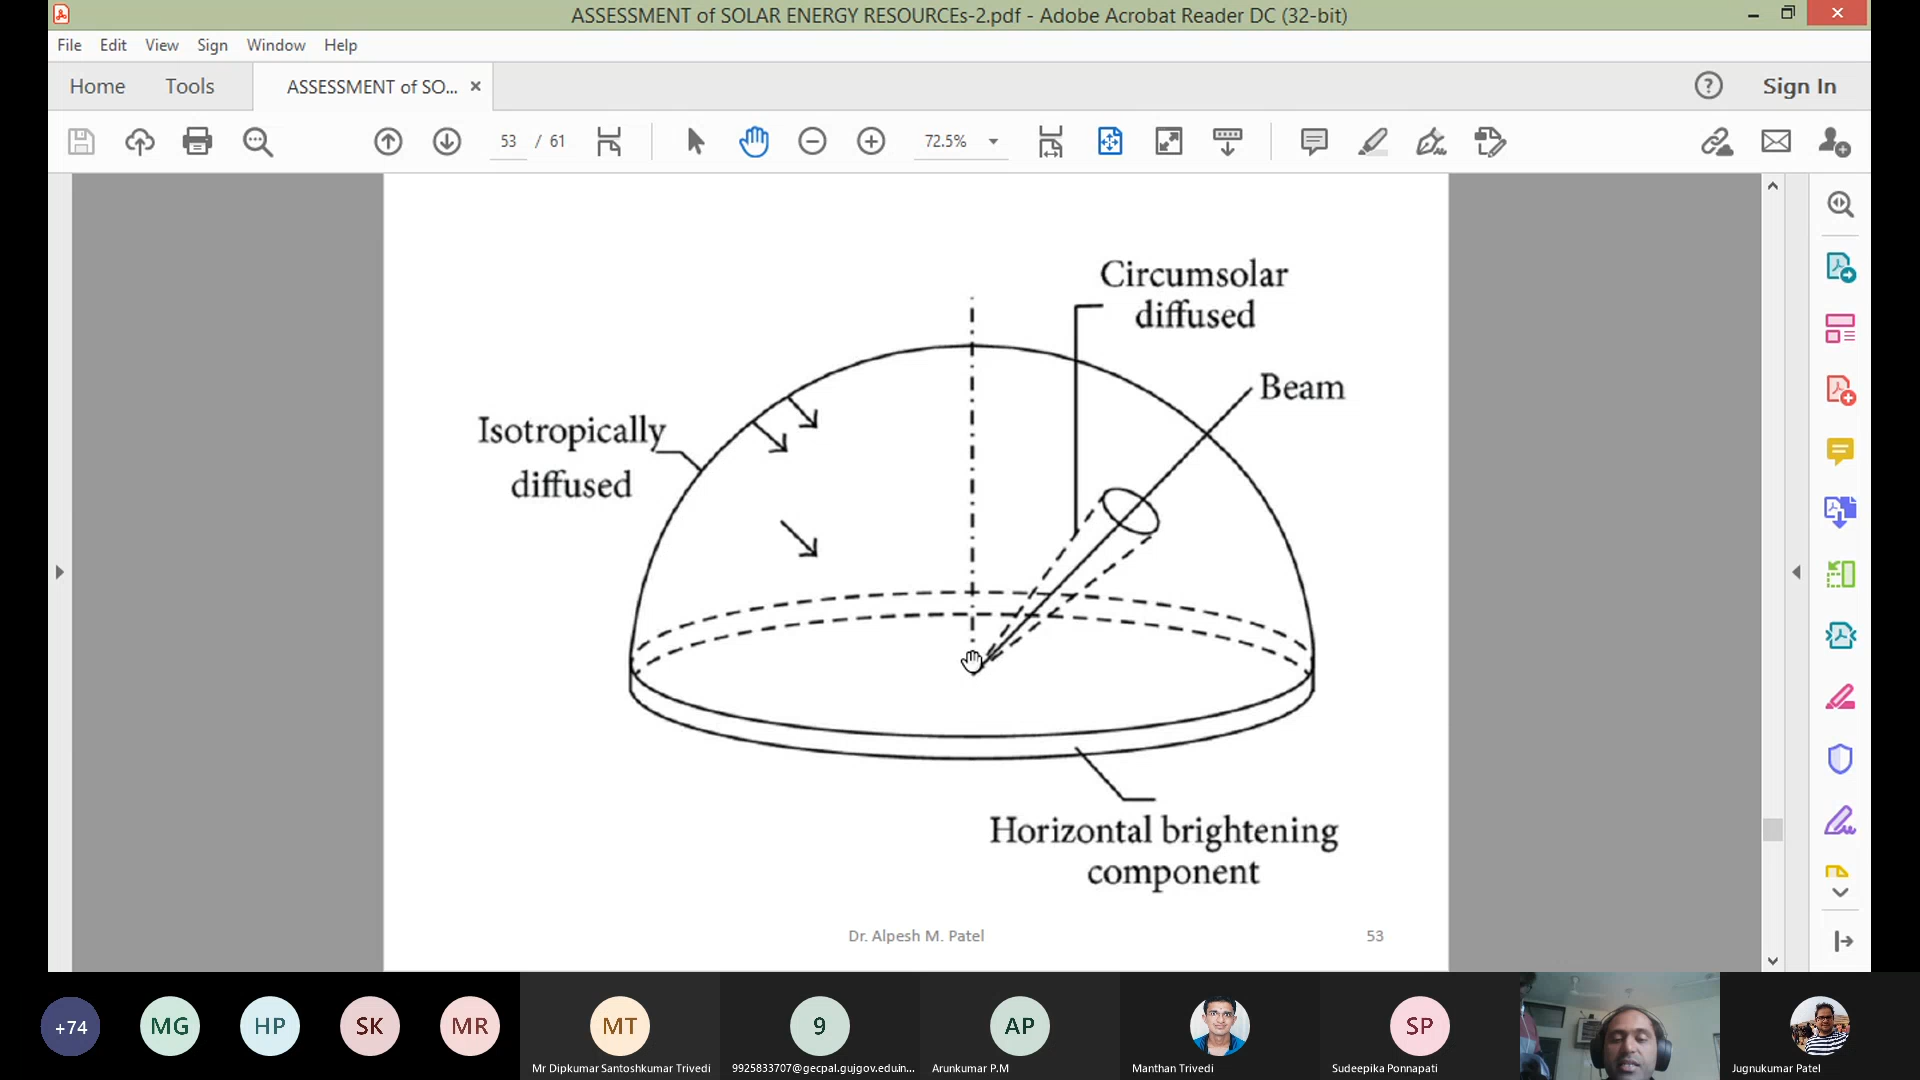 ASSESSMENT of SOLAR ENERGY RESOURCEs-2.pdf - Adobe Acrobat Reader DC (32-bit)
File Edit View Sign Window Help
Home Tools ASSESSMENT of SO... × Sign In
53 / 61 72.5%
Circumsolar
diffused
Beam
Isotropically
diffused
Horizontal brightening
component
Dr. Alpesh M. Patel 53
+74 MG HP SK MR MT 9 AP SP
Mr Dipkumar Santoshkumar Trivedi 9925833707@gecpal.gujgov.edu.in... Arunkumar P.M Manthan Trivedi Sudeepika Ponnapati Jugnukumar Patel